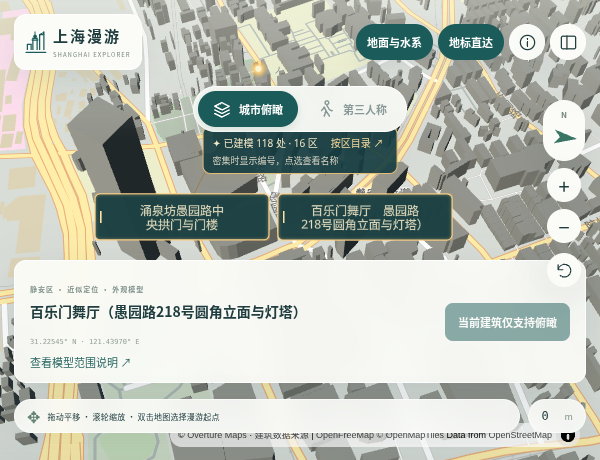 上海漫游
SHANGHAI EXPLORER
地面与水系
地标直达
城市俯瞰
第三人称
N
✦ 已建模 118 处 · 16 区 按区目录 ↗
密集时显示编号，点选查看名称
涌泉坊愚园路中
央拱门与门楼
百乐门舞厅 愚园路
218号圆角立面与灯塔）
+
−
静安区 · 近似定位 · 外观模型
百乐门舞厅（愚园路218号圆角立面与灯塔）
当前建筑仅支持俯瞰
31.22545° N · 121.43970° E
查看模型范围说明 ↗
拖动平移 · 滚轮缩放 · 双击地图选择漫游起点
0 m
© Overture Maps · 建筑数据来源 | OpenFreeMap © OpenMapTiles Data from OpenStreetMap